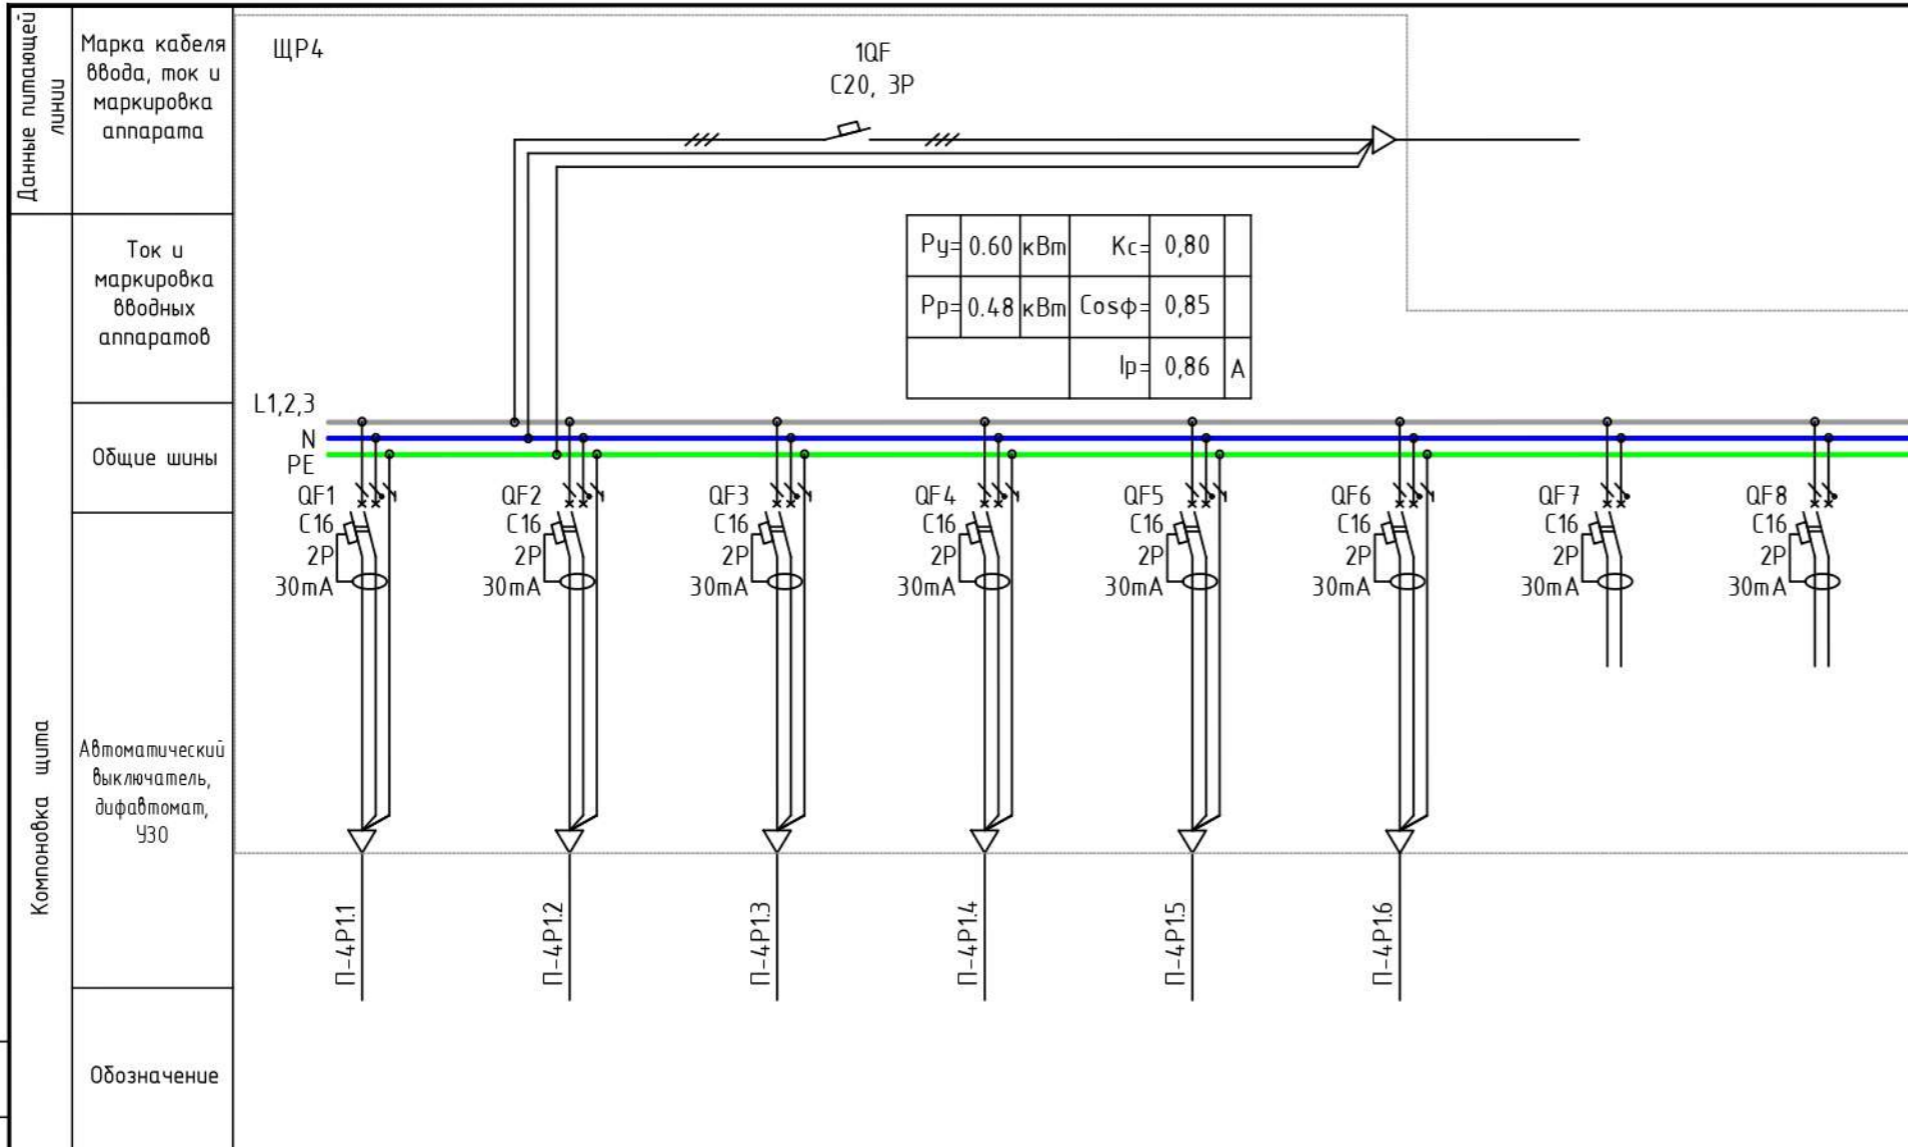 Данные питающей
линии
Марка кабеля
ввода, ток и
маркировка
аппарата
ЩР4
1QF
C20, 3P
Ток и
маркировка
вводных
аппаратов
Ру= 0.60 кВт Кс= 0,80
Рр= 0.48 кВт Cosφ= 0,85
Iр= 0,86 А
Общие шины
L1,2,3
N
PE
QF1
C16
2P
30mA
QF2
C16
2P
30mA
QF3
C16
2P
30mA
QF4
C16
2P
30mA
QF5
C16
2P
30mA
QF6
C16
2P
30mA
QF7
C16
2P
30mA
QF8
C16
2P
30mA
Компоновка щита
Автоматический
выключатель,
дифавтомат,
УЗО
П-4Р1.1
П-4Р1.2
П-4Р1.3
П-4Р1.4
П-4Р1.5
П-4Р1.6
Обозначение